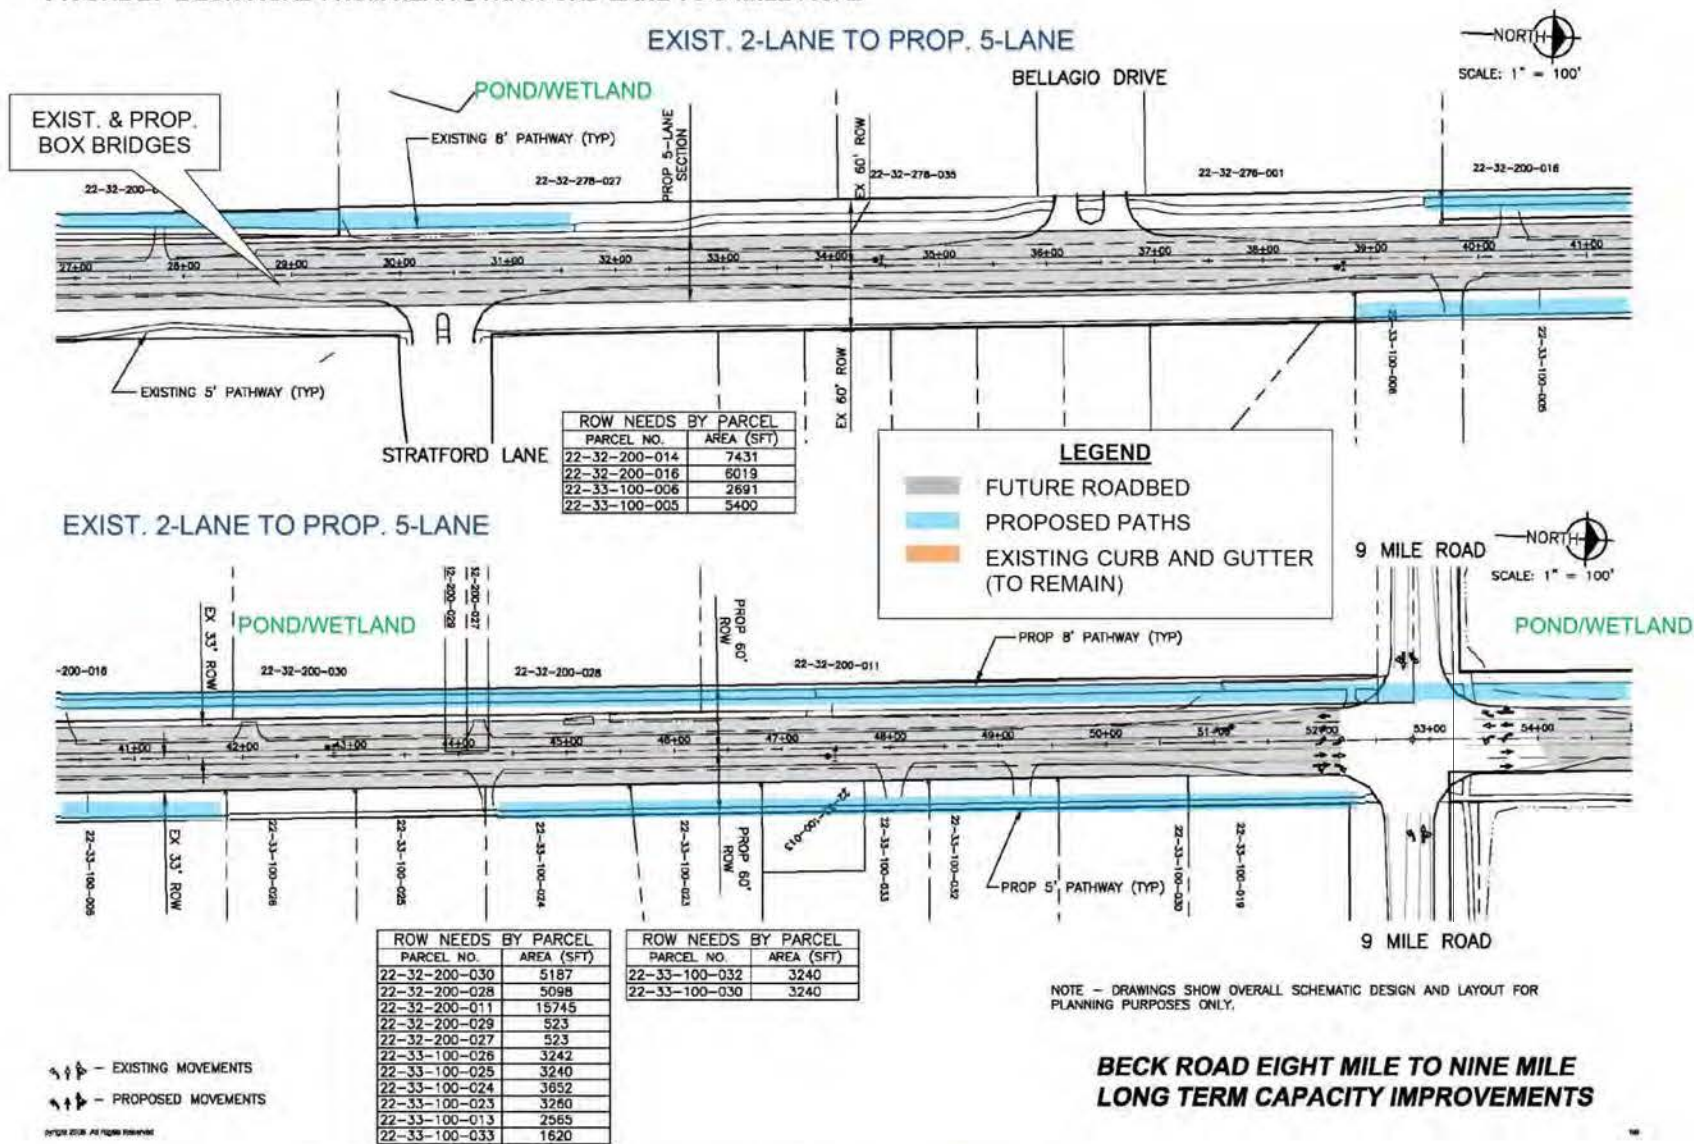 EXIST. 2-LANE TO PROP. 5-LANE
NORTH
SCALE: 1" = 100'
BELLAGIO DRIVE
POND/WETLAND
EXIST. & PROP.
BOX BRIDGES
EXISTING 8' PATHWAY (TYP)
PROP 5-LANE
SECTION
EX 60' ROW
22-32-200-0
22-32-278-027
22-32-278-035
22-32-276-001
22-32-200-016
27+00
28+00
29+00
30+00
31+00
32+00
33+00
34+00
35+00
36+00
37+00
38+00
39+00
40+00
41+00
EXISTING 5' PATHWAY (TYP)
EX 60' ROW
22-33-100-006
22-33-100-005
STRATFORD LANE
ROW NEEDS BY PARCEL
PARCEL NO. AREA (SFT)
22-32-200-014 7431
22-32-200-016 6019
22-33-100-006 2691
22-33-100-005 5400
LEGEND
FUTURE ROADBED
PROPOSED PATHS
EXISTING CURB AND GUTTER
(TO REMAIN)
EXIST. 2-LANE TO PROP. 5-LANE
9 MILE ROAD
NORTH
SCALE: 1" = 100'
EX 33' ROW
POND/WETLAND
12-200-029
32-200-027
PROP 60'
ROW
PROP 8' PATHWAY (TYP)
POND/WETLAND
-200-016
22-32-200-030
22-32-200-028
22-32-200-011
41+00
42+00
43+00
44+00
45+00
46+00
47+00
48+00
49+00
50+00
51+00
52+00
53+00
54+00
22-33-100-005
EX 33' ROW
22-33-100-026
22-33-100-025
22-33-100-024
22-33-100-023
PROP 60'
ROW
22-33-100-013
22-33-100-033
22-33-100-032
PROP 5' PATHWAY (TYP)
22-33-100-030
22-33-100-019
9 MILE ROAD
ROW NEEDS BY PARCEL
PARCEL NO. AREA (SFT)
22-32-200-030 5187
22-32-200-028 5098
22-32-200-011 15745
22-32-200-029 523
22-32-200-027 523
22-33-100-026 3242
22-33-100-025 3240
22-33-100-024 3652
22-33-100-023 3260
22-33-100-013 2565
22-33-100-033 1620
ROW NEEDS BY PARCEL
PARCEL NO. AREA (SFT)
22-33-100-032 3240
22-33-100-030 3240
NOTE - DRAWINGS SHOW OVERALL SCHEMATIC DESIGN AND LAYOUT FOR
PLANNING PURPOSES ONLY.
- EXISTING MOVEMENTS
- PROPOSED MOVEMENTS
BECK ROAD EIGHT MILE TO NINE MILE
LONG TERM CAPACITY IMPROVEMENTS
All Rights Reserved